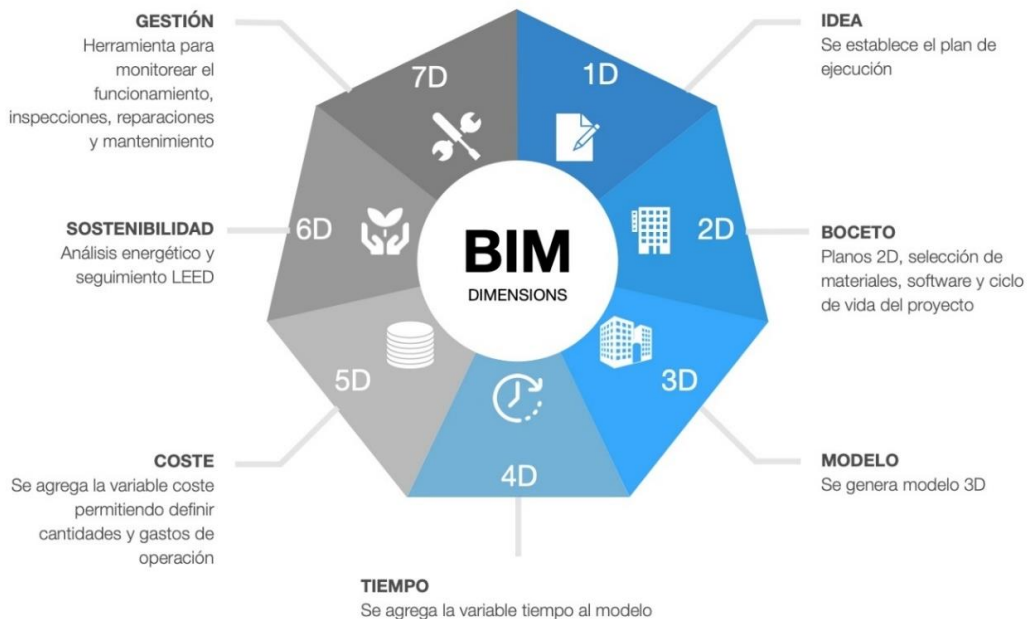 GESTIÓN
Herramienta para
monitorear el
funcionamiento,
inspecciones, reparaciones
y mantenimiento
7D
1D
IDEA
Se establece el plan de
ejecución
SOSTENIBILIDAD
Análisis energético y
seguimiento LEED
6D
BIM
DIMENSIONS
2D
BOCETO
Planos 2D, selección de
materiales, software y ciclo
de vida del proyecto
5D
3D
COSTE
Se agrega la variable coste
permitiendo definir
cantidades y gastos de
operación
4D
MODELO
Se genera modelo 3D
TIEMPO
Se agrega la variable tiempo al modelo